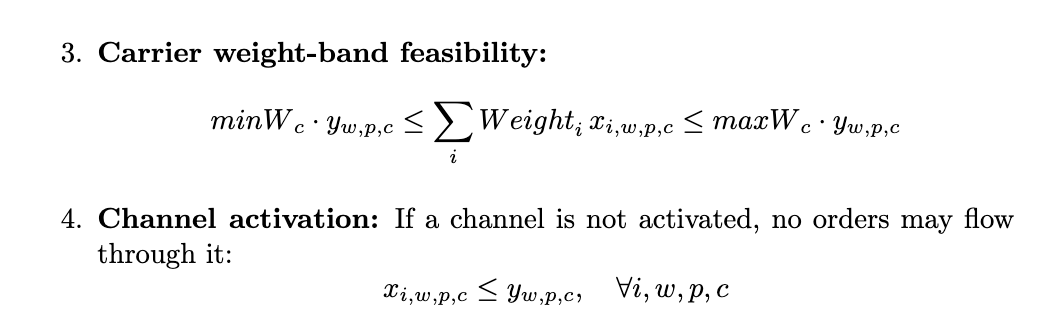 3. Carrier weight-band feasibility:
minW_c · y_{w,p,c} ≤ ∑_i Weight_i x_{i,w,p,c} ≤ maxW_c · y_{w,p,c}
4. Channel activation: If a channel is not activated, no orders may flow
through it:
x_{i,w,p,c} ≤ y_{w,p,c},   ∀i, w, p, c